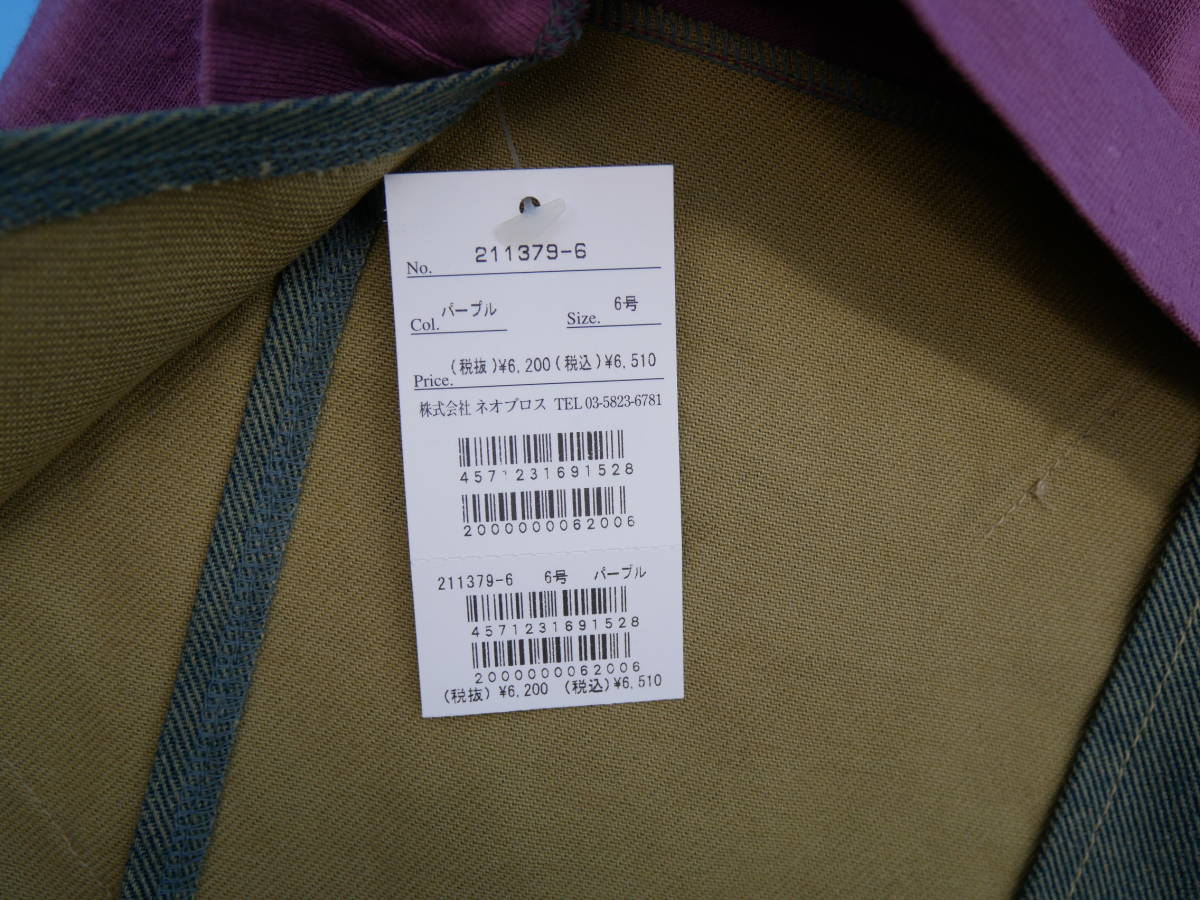 No. 211379-6
Col. パープル Size. 6号
Price. (税抜)¥6,200(税込)¥6,510
株式会社 ネオプロス TEL 03-5823-6781
4571231691528
2000000062006
211379-6 6号 パープル
4571231691528
2000000062006
(税抜) ¥6,200 (税込)¥6,510